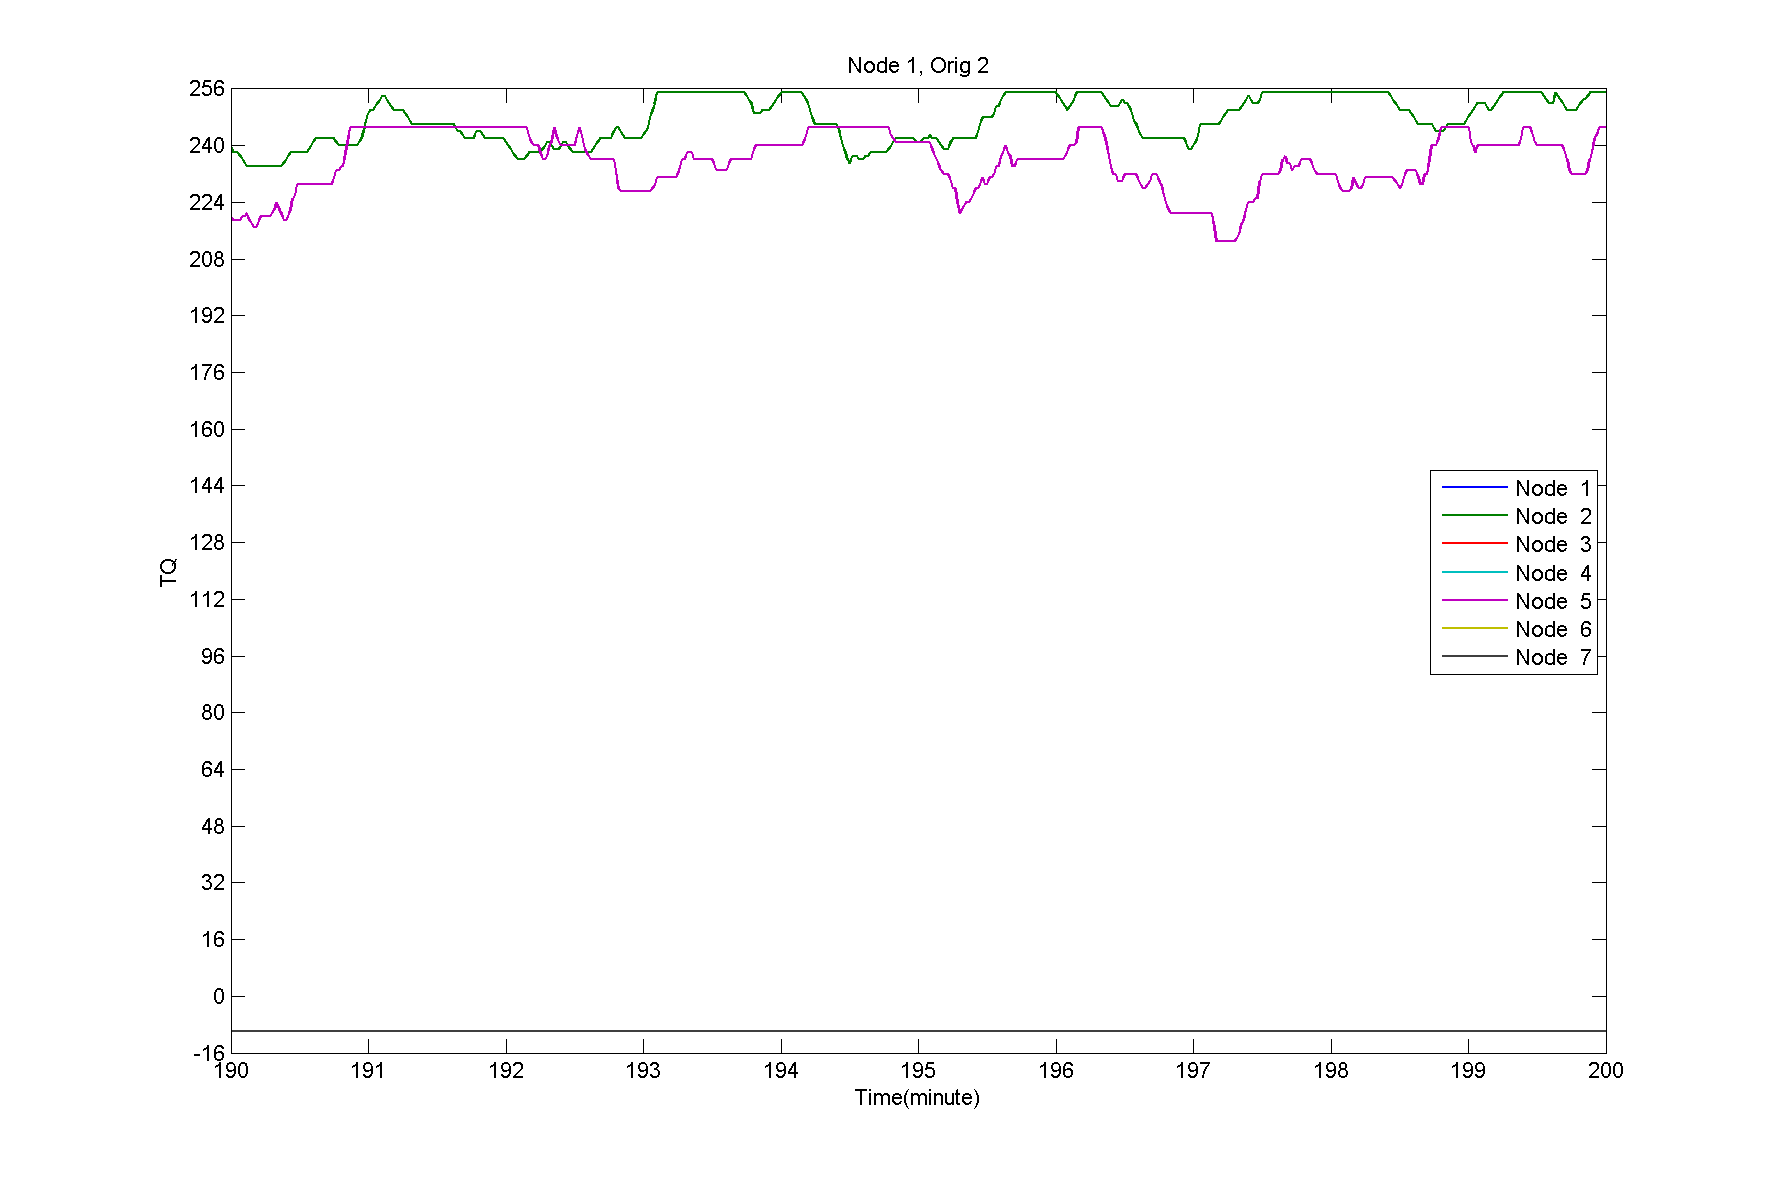 Node 1, Orig 2
256
240
224
208
192
176
160
144
128
112
96
80
64
48
32
16
0
-16
TQ
Node 1
Node 2
Node 3
Node 4
Node 5
Node 6
Node 7
190 191 192 193 194 195 196 197 198 199 200
Time(minute)